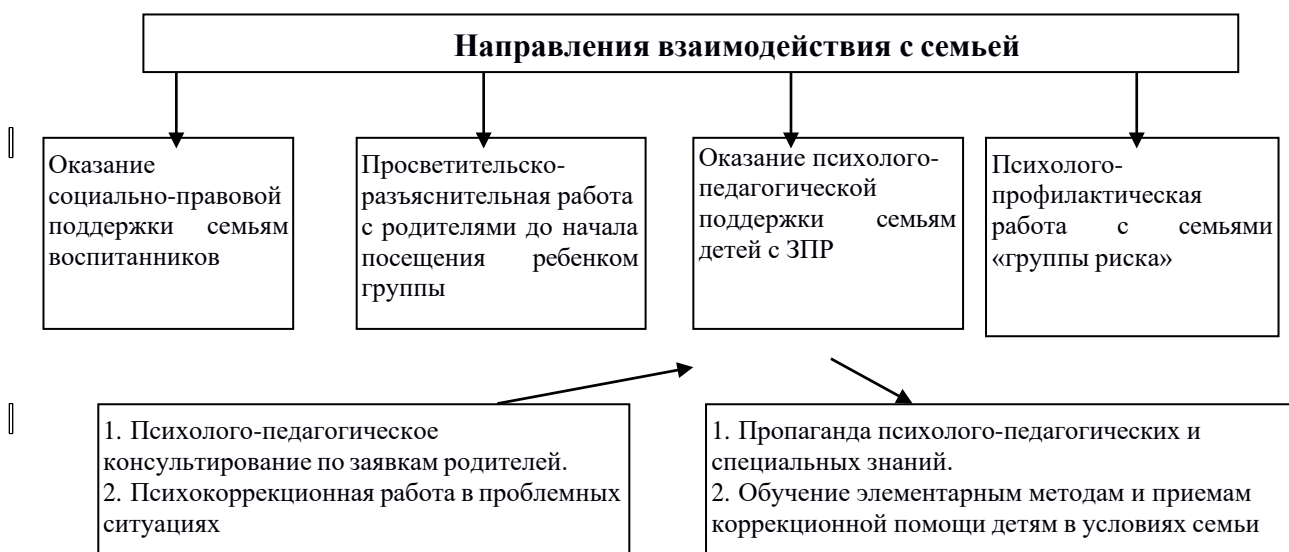 Направления взаимодействия с семьей
Оказание
социально-правовой
поддержки семьям
воспитанников
Просветительско-
разъяснительная работа
с родителями до начала
посещения ребенком
группы
Оказание психолого-
педагогической
поддержки семьям
детей с ЗПР
Психолого-
профилактическая
работа с семьями
«группы риска»
1. Психолого-педагогическое
консультирование по заявкам родителей.
2. Психокоррекционная работа в проблемных
ситуациях
1. Пропаганда психолого-педагогических и
специальных знаний.
2. Обучение элементарным методам и приемам
коррекционной помощи детям в условиях семьи